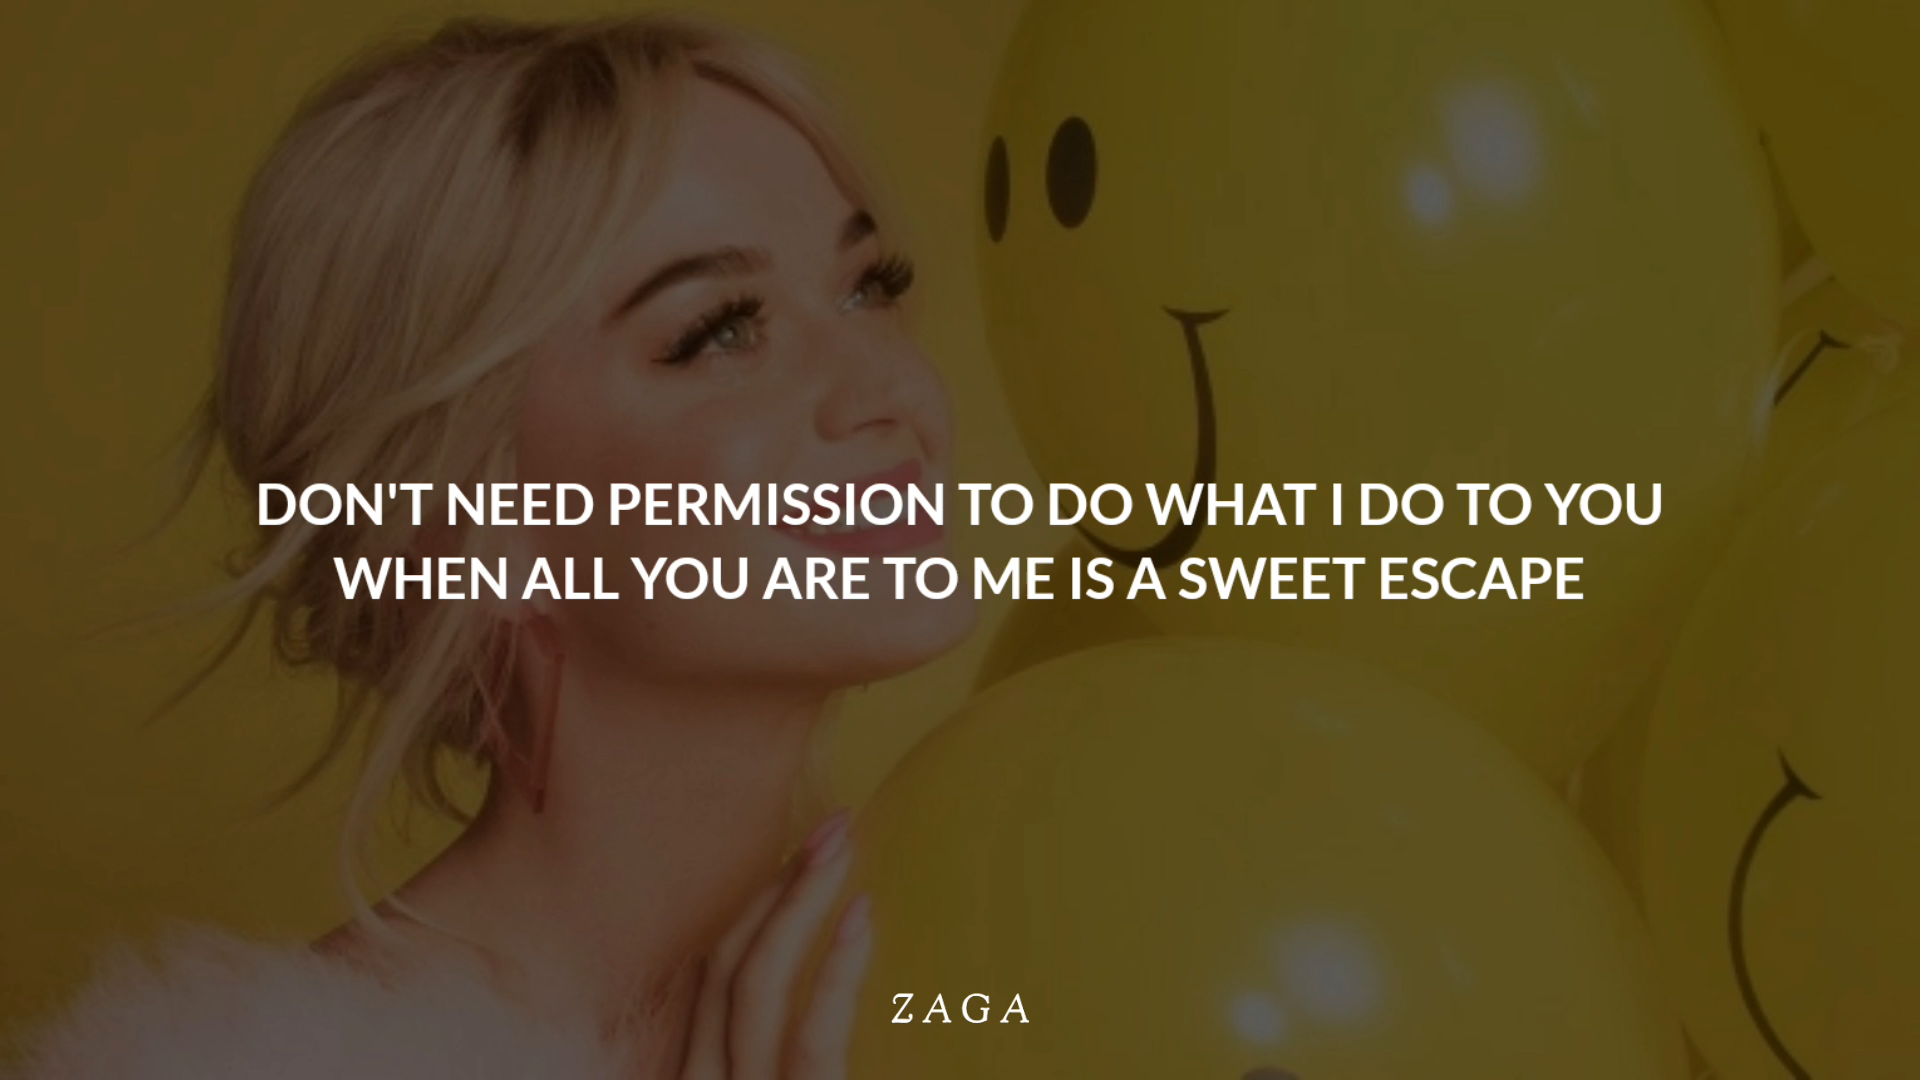 DON'T NEED PERMISSION TO DO WHAT I DO TO YOU
WHEN ALL YOU ARE TO ME IS A SWEET ESCAPE
ZAGA